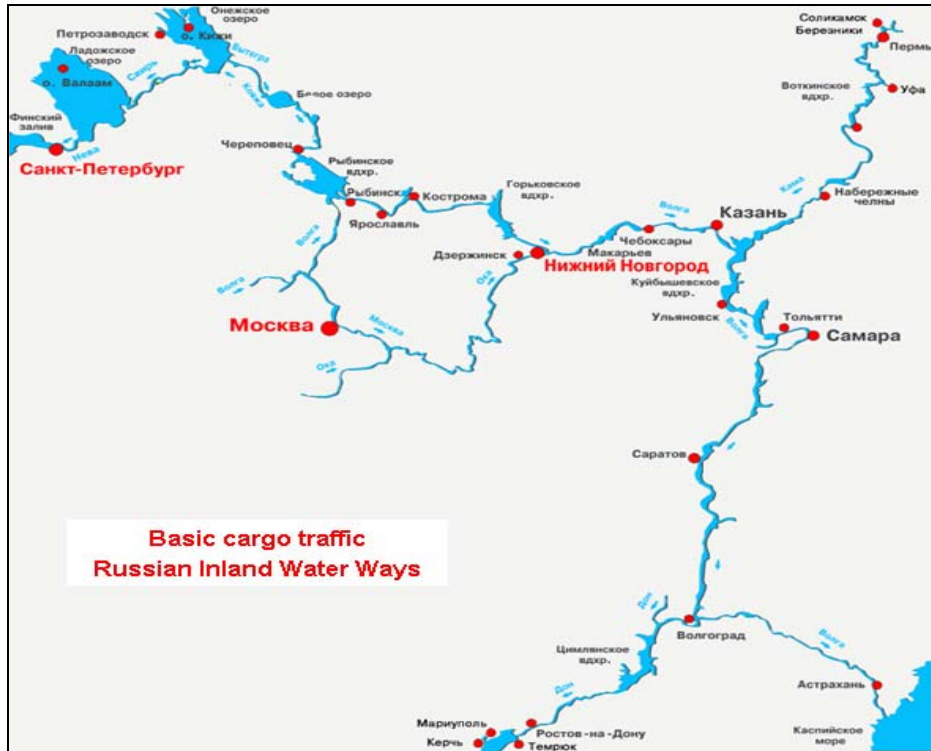 Онежское
озеро
Петрозаводск
о. Кижи
Ладожское
озеро
о. Валаам
Свирь
Вытегра
Ковжа
Белое озеро
Финский
залив
Нева
Санкт-Петербург
Череповец
Рыбинское
вдхр.
Рыбинск
Ярославль
Кострома
Горьковское
вдхр.
Волга
Волга
Дзержинск
Нижний Новгород
Макарьев
Чебоксары
Волга
Казань
Соликамск
Березники
Пермь
Воткинское
вдхр.
Уфа
Кама
Набережные
челны
Куйбышевское
вдхр.
Ульяновск
Волга
Тольятти
Самара
Москва
Москва
Ока
Ока
Саратов
Basic cargo traffic
Russian Inland Water Ways
Дон
Волгоград
Волга
Цимлянское
вдхр.
Дон
Астрахань
Каспийское
море
Мариуполь
Керчь
Ростов-на-Дону
Темрюк